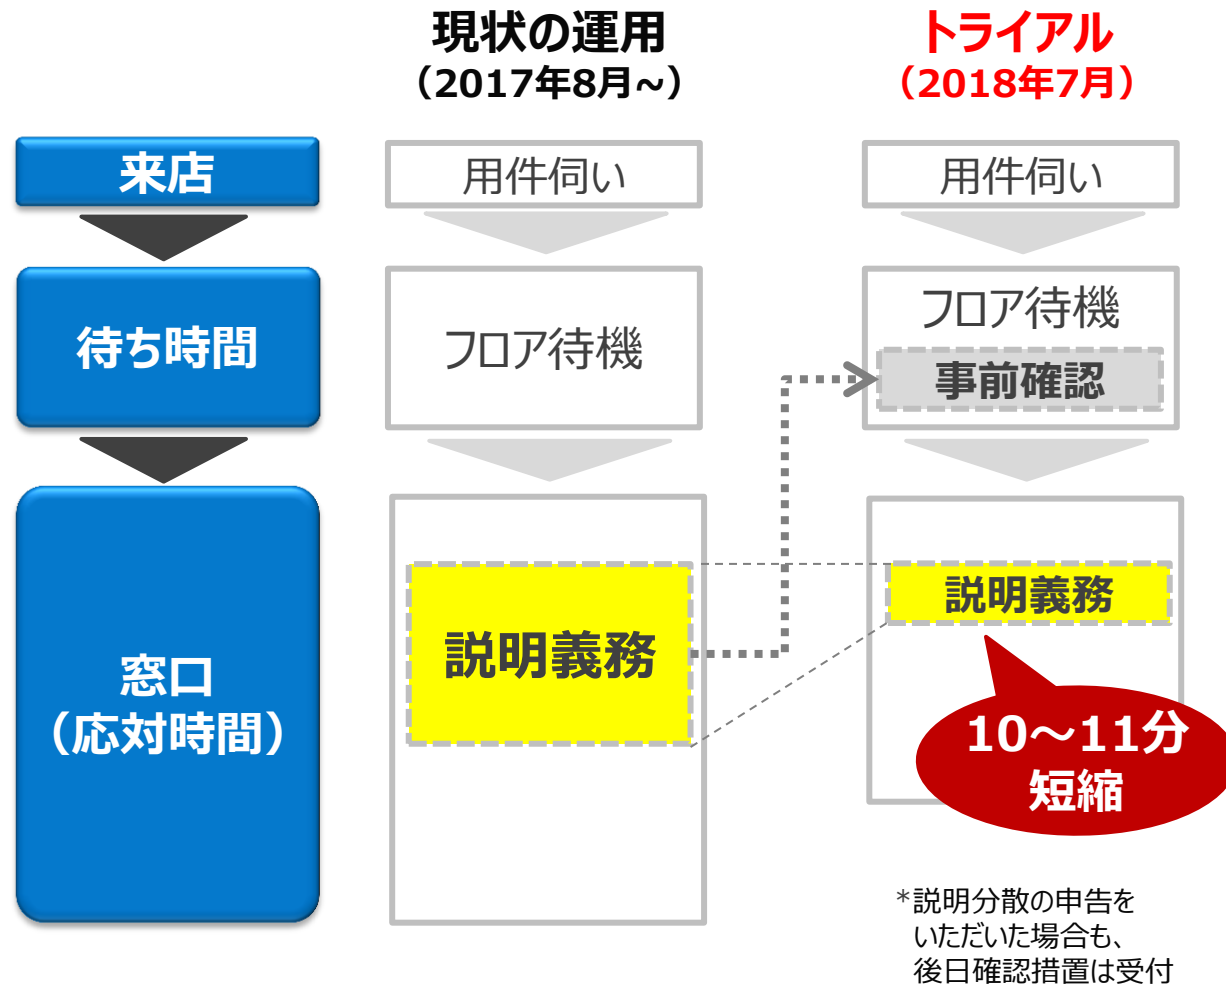 現状の運用
（2017年8月~）
トライアル
（2018年7月）
来店
用件伺い
用件伺い
待ち時間
フロア待機
フロア待機
事前確認
窓口
（応対時間）
説明義務
説明義務
10～11分
短縮
*説明分散の申告を
いただいた場合も、
後日確認措置は受付